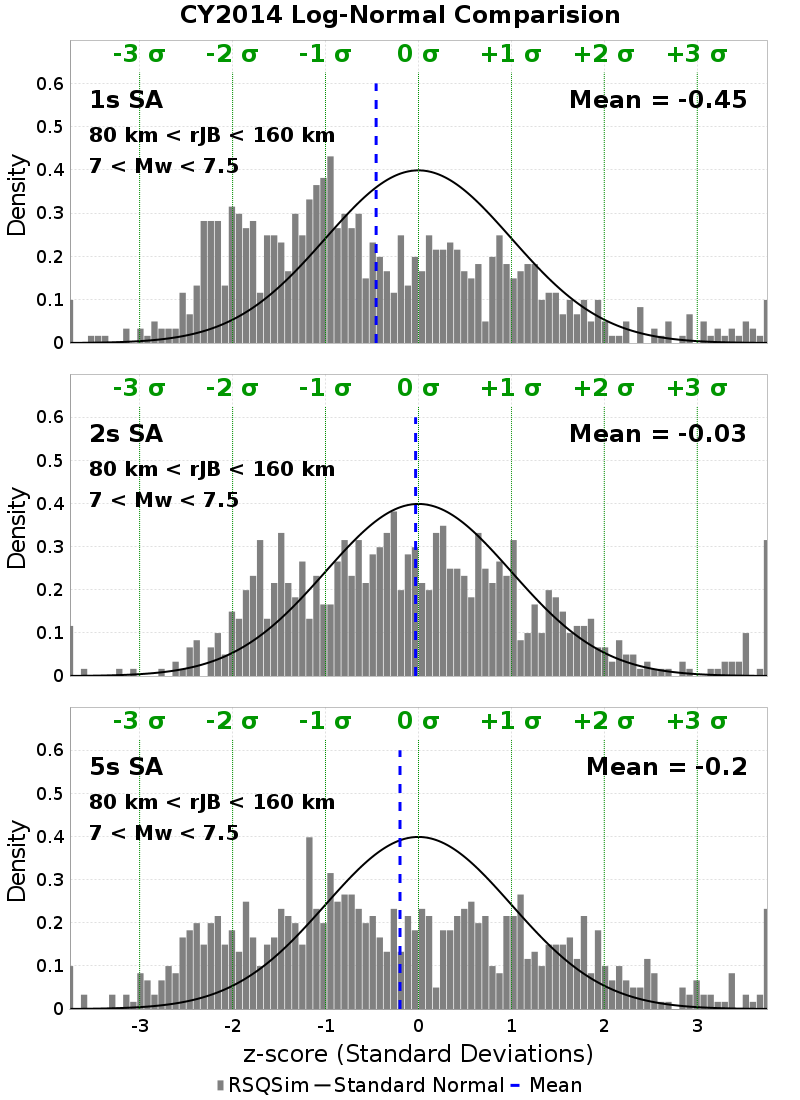 CY2014 Log-Normal Comparision
-3 σ -2 σ -1 σ 0 σ +1 σ +2 σ +3 σ
1s SA Mean = -0.45
80 km < rJB < 160 km
7 < Mw < 7.5
0.6
0.5
0.4
0.3
0.2
0.1
0
Density
-3 σ -2 σ -1 σ 0 σ +1 σ +2 σ +3 σ
2s SA Mean = -0.03
80 km < rJB < 160 km
7 < Mw < 7.5
0.6
0.5
0.4
0.3
0.2
0.1
0
Density
-3 σ -2 σ -1 σ 0 σ +1 σ +2 σ +3 σ
5s SA Mean = -0.2
80 km < rJB < 160 km
7 < Mw < 7.5
0.6
0.5
0.4
0.3
0.2
0.1
0
Density
-3 -2 -1 0 1 2 3
z-score (Standard Deviations)
RSQSim Standard Normal Mean